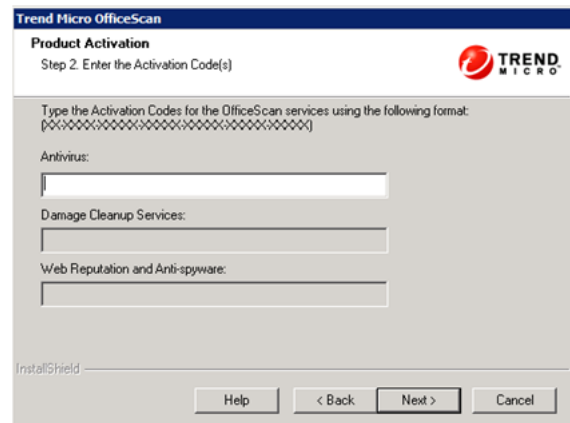 Trend Micro OfficeScan
Product Activation
Step 2. Enter the Activation Code(s)
TREND
MICRO
Type the Activation Codes for the OfficeScan services using the following format:
(XX-XXXX-XXXXX-XXXXX-XXXXX-XXXXX-XXXXX)
Antivirus:
Damage Cleanup Services:
Web Reputation and Anti-spyware:
InstallShield
Help
< Back
Next >
Cancel